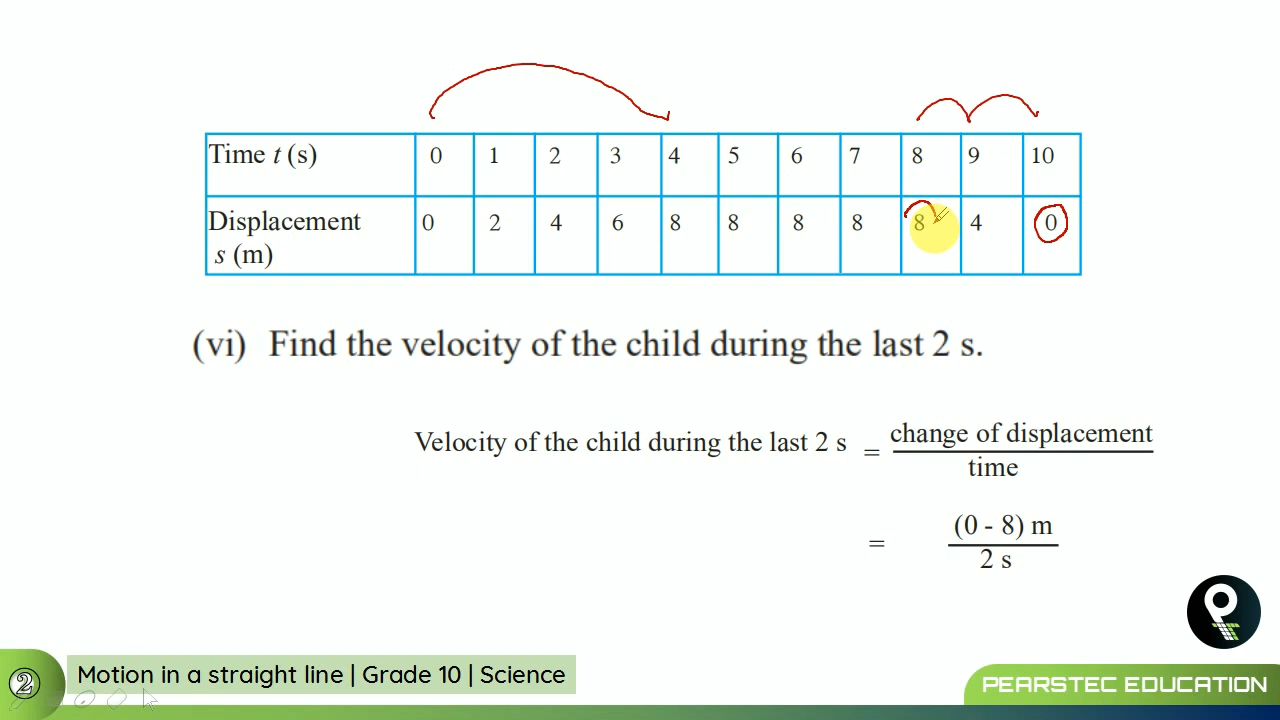 Time t (s) 0 1 2 3 4 5 6 7 8 9 10
Displacement
s (m) 0 2 4 6 8 8 8 8 8 4 0
(vi) Find the velocity of the child during the last 2 s.
Velocity of the child during the last 2 s = change of displacement
time
= (0 - 8) m
2 s
2 Motion in a straight line | Grade 10 | Science
PEARSTEC EDUCATION